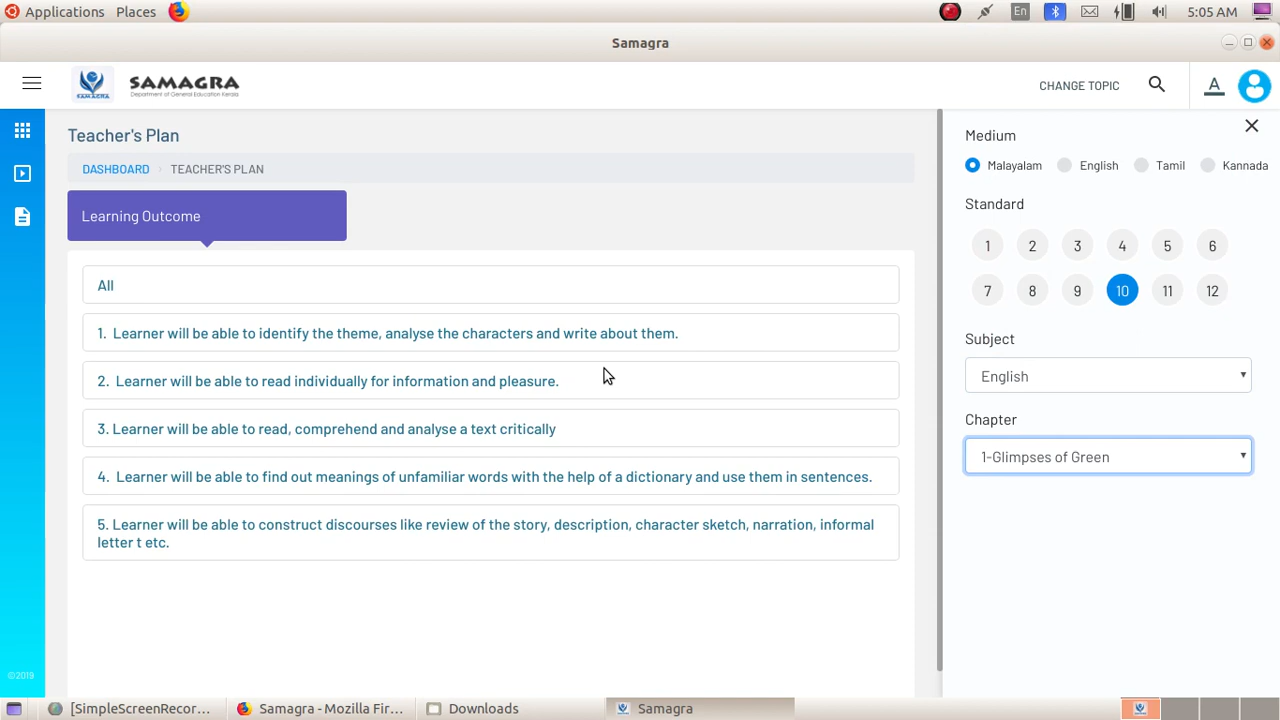 Applications Places En 5:05 AM
Samagra
SAMAGRA
SAMAGRA
Department of General Education Kerala
CHANGE TOPIC
A
Teacher's Plan
DASHBOARD › TEACHER'S PLAN
Learning Outcome
All
1. Learner will be able to identify the theme, analyse the characters and write about them.
2. Learner will be able to read individually for information and pleasure.
3. Learner will be able to read, comprehend and analyse a text critically
4. Learner will be able to find out meanings of unfamiliar words with the help of a dictionary and use them in sentences.
5. Learner will be able to construct discourses like review of the story, description, character sketch, narration, informal
letter t etc.
©2019
Medium
Malayalam English Tamil Kannada
Standard
1 2 3 4 5 6
7 8 9 10 11 12
Subject
English
Chapter
1-Glimpses of Green
[SimpleScreenRecor... Samagra - Mozilla Fir... Downloads Samagra